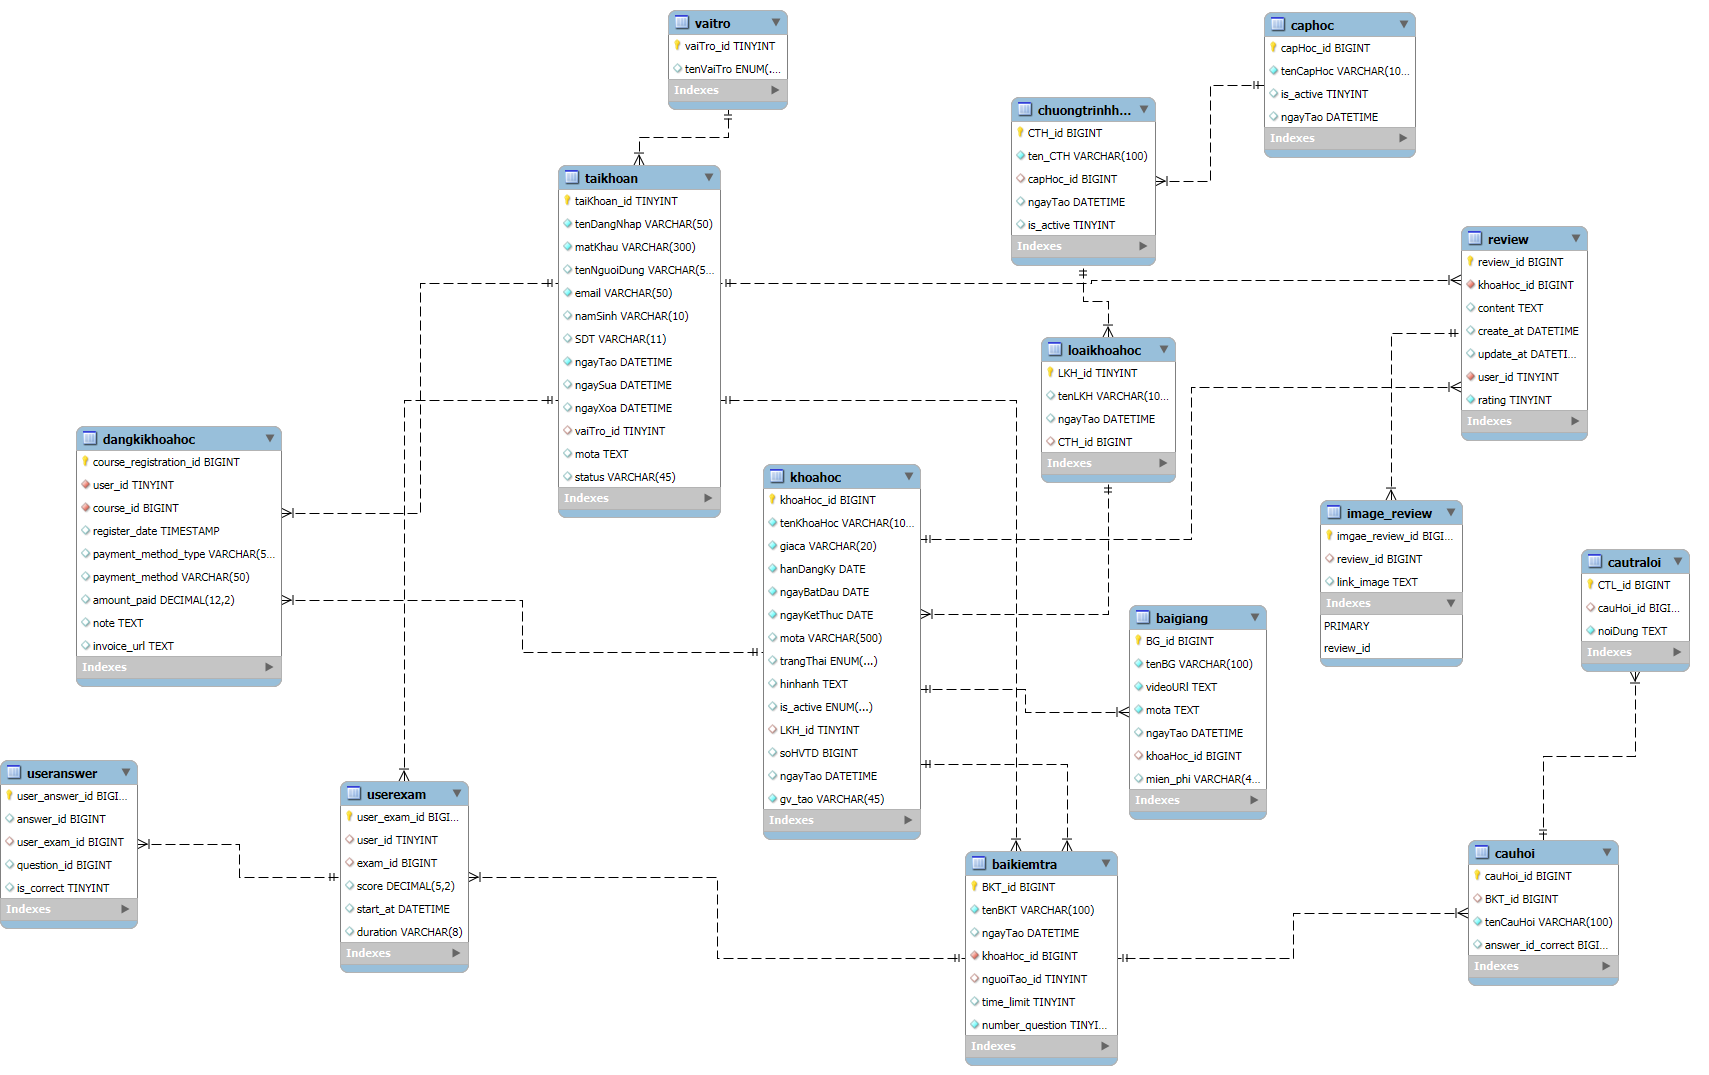 vaitro
vaiTro_id TINYINT
tenVaiTro ENUM(...
Indexes
caphoc
capHoc_id BIGINT
tenCapHoc VARCHAR(10...
is_active TINYINT
ngayTao DATETIME
Indexes
chuongtrinhh...
CTH_id BIGINT
ten_CTH VARCHAR(100)
capHoc_id BIGINT
ngayTao DATETIME
is_active TINYINT
Indexes
taikhoan
taiKhoan_id TINYINT
tenDangNhap VARCHAR(50)
matKhau VARCHAR(300)
tenNguoiDung VARCHAR(5...
email VARCHAR(50)
namSinh VARCHAR(10)
SDT VARCHAR(11)
ngayTao DATETIME
ngaySua DATETIME
ngayXoa DATETIME
vaiTro_id TINYINT
mota TEXT
status VARCHAR(45)
Indexes
review
review_id BIGINT
khoaHoc_id BIGINT
content TEXT
create_at DATETIME
update_at DATETI...
user_id TINYINT
rating TINYINT
Indexes
loaikhoahoc
LKH_id TINYINT
tenLKH VARCHAR(10...
ngayTao DATETIME
CTH_id BIGINT
Indexes
dangkikhoahoc
course_registration_id BIGINT
user_id TINYINT
course_id BIGINT
register_date TIMESTAMP
payment_method_type VARCHAR(5...
payment_method VARCHAR(50)
amount_paid DECIMAL(12,2)
note TEXT
invoice_url TEXT
Indexes
khoahoc
khoaHoc_id BIGINT
tenKhoaHoc VARCHAR(10...
giaca VARCHAR(20)
hanDangKy DATE
ngayBatDau DATE
ngayKetThuc DATE
mota VARCHAR(500)
trangThai ENUM(...)
hinhanh TEXT
is_active ENUM(...)
LKH_id TINYINT
soHVTD BIGINT
ngayTao DATETIME
gv_tao VARCHAR(45)
Indexes
image_review
imgae_review_id BIGI...
review_id BIGINT
link_image TEXT
Indexes
PRIMARY
review_id
cautraloi
CTL_id BIGINT
cauHoi_id BIGI...
noiDung TEXT
Indexes
baigiang
BG_id BIGINT
tenBG VARCHAR(100)
videoURl TEXT
mota TEXT
ngayTao DATETIME
khoaHoc_id BIGINT
mien_phi VARCHAR(4...
Indexes
useranswer
user_answer_id BIGI...
answer_id BIGINT
user_exam_id BIGINT
question_id BIGINT
is_correct TINYINT
Indexes
userexam
user_exam_id BIGI...
user_id TINYINT
exam_id BIGINT
score DECIMAL(5,2)
start_at DATETIME
duration VARCHAR(8)
Indexes
baikiemtra
BKT_id BIGINT
tenBKT VARCHAR(100)
ngayTao DATETIME
khoaHoc_id BIGINT
nguoiTao_id TINYINT
time_limit TINYINT
number_question TINYI...
Indexes
cauhoi
cauHoi_id BIGINT
BKT_id BIGINT
tenCauHoi VARCHAR(100)
answer_id_correct BIGI...
Indexes